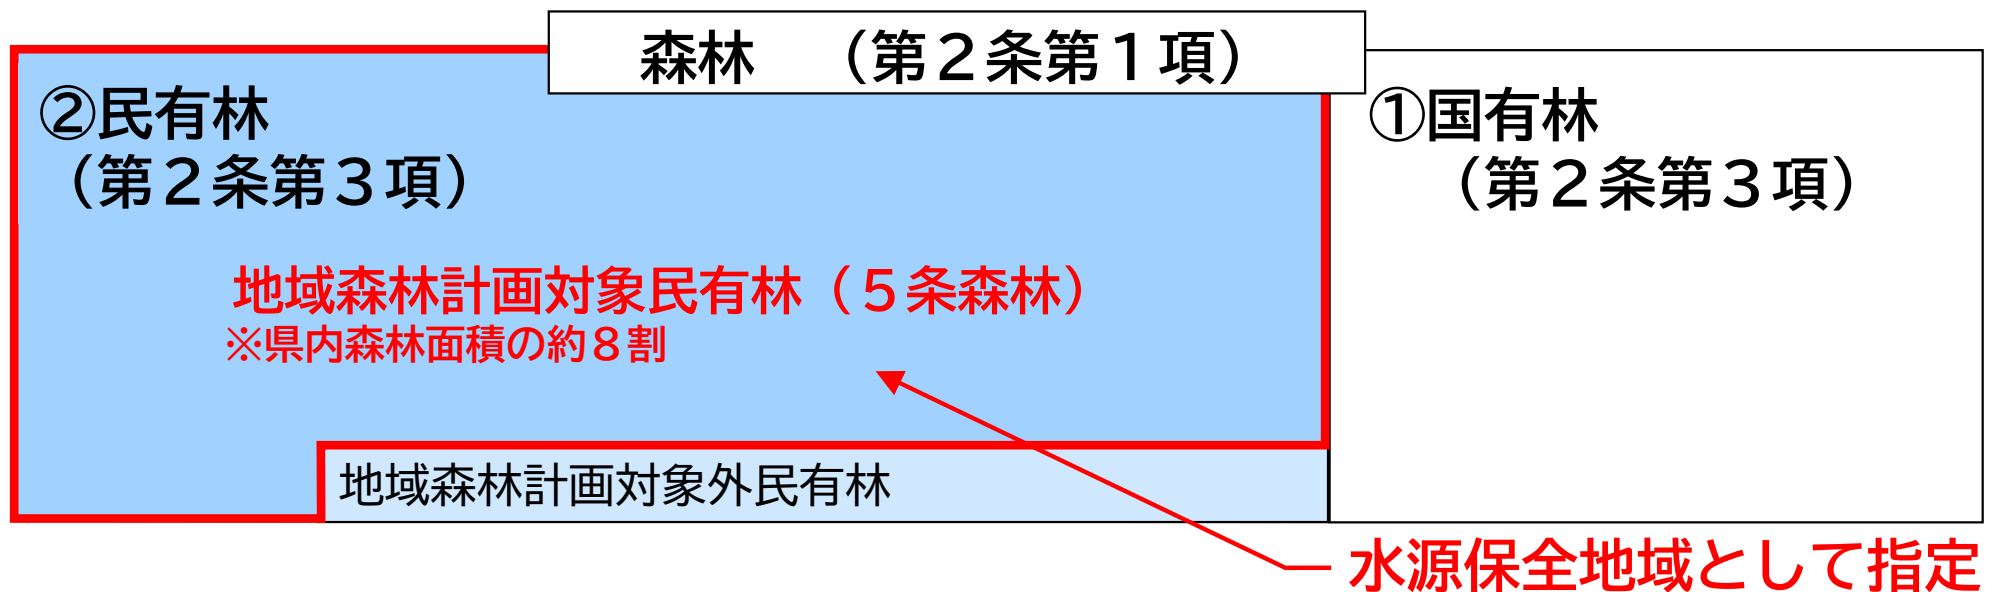 森林　（第２条第１項）
②民有林
（第２条第３項）
①国有林
（第２条第３項）
地域森林計画対象民有林（５条森林）
※県内森林面積の約８割
地域森林計画対象外民有林
水源保全地域として指定